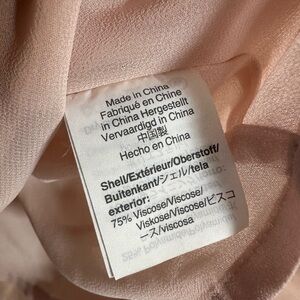 Made in China
Fabriqué en Chine
in China Hergestellt
Vervaardigd in China
中国製
Hecho en China
Shell/Extérieur/Oberstoff/
Buitenkant/シェル/tela
exterior:
75% Viscose/Viscose/
Viskose/Viscose/ビスコ
ース/viscosa